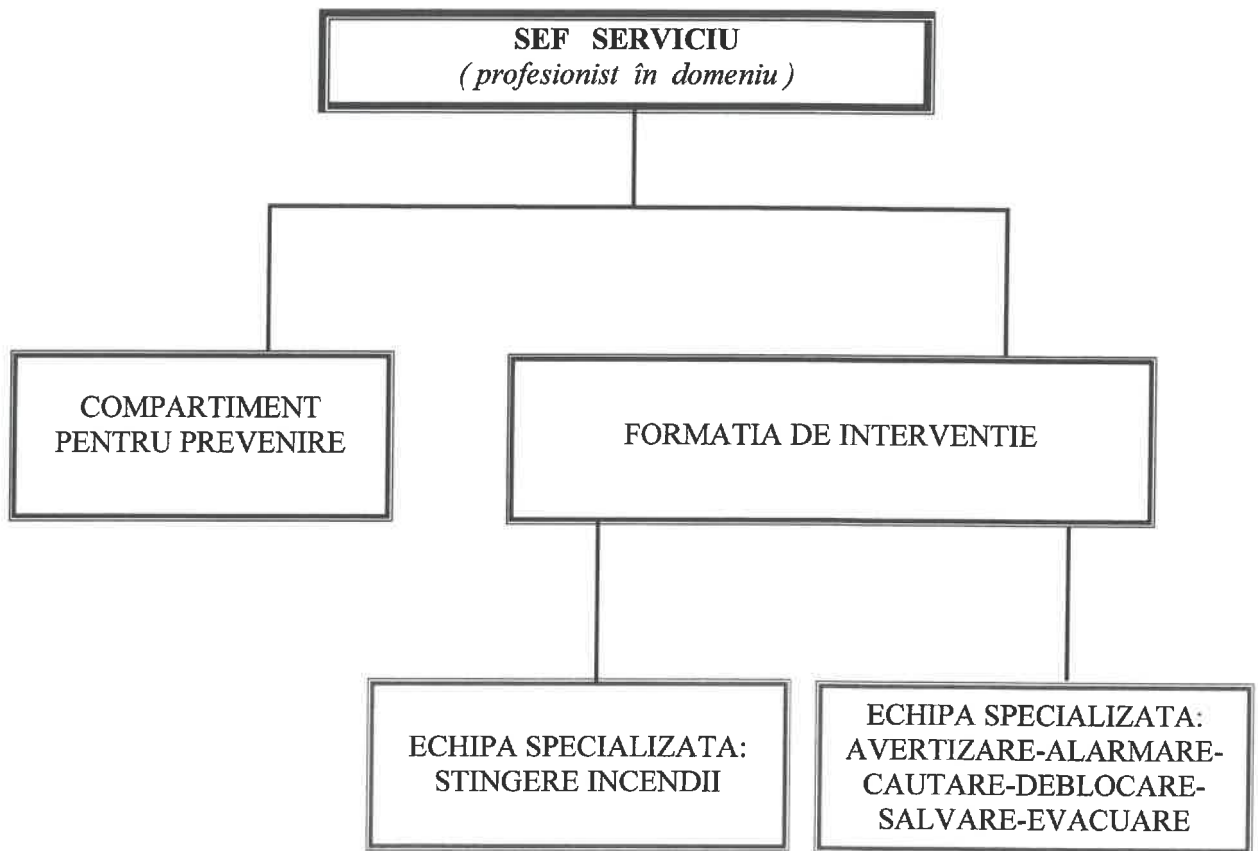 SEF SERVICIU
( profesionist în domeniu )
COMPARTIMENT
PENTRU PREVENIRE
FORMATIA DE INTERVENTIE
ECHIPA SPECIALIZATA:
STINGERE INCENDII
ECHIPA SPECIALIZATA:
AVERTIZARE-ALARMARE-
CAUTARE-DEBLOCARE-
SALVARE-EVACUARE